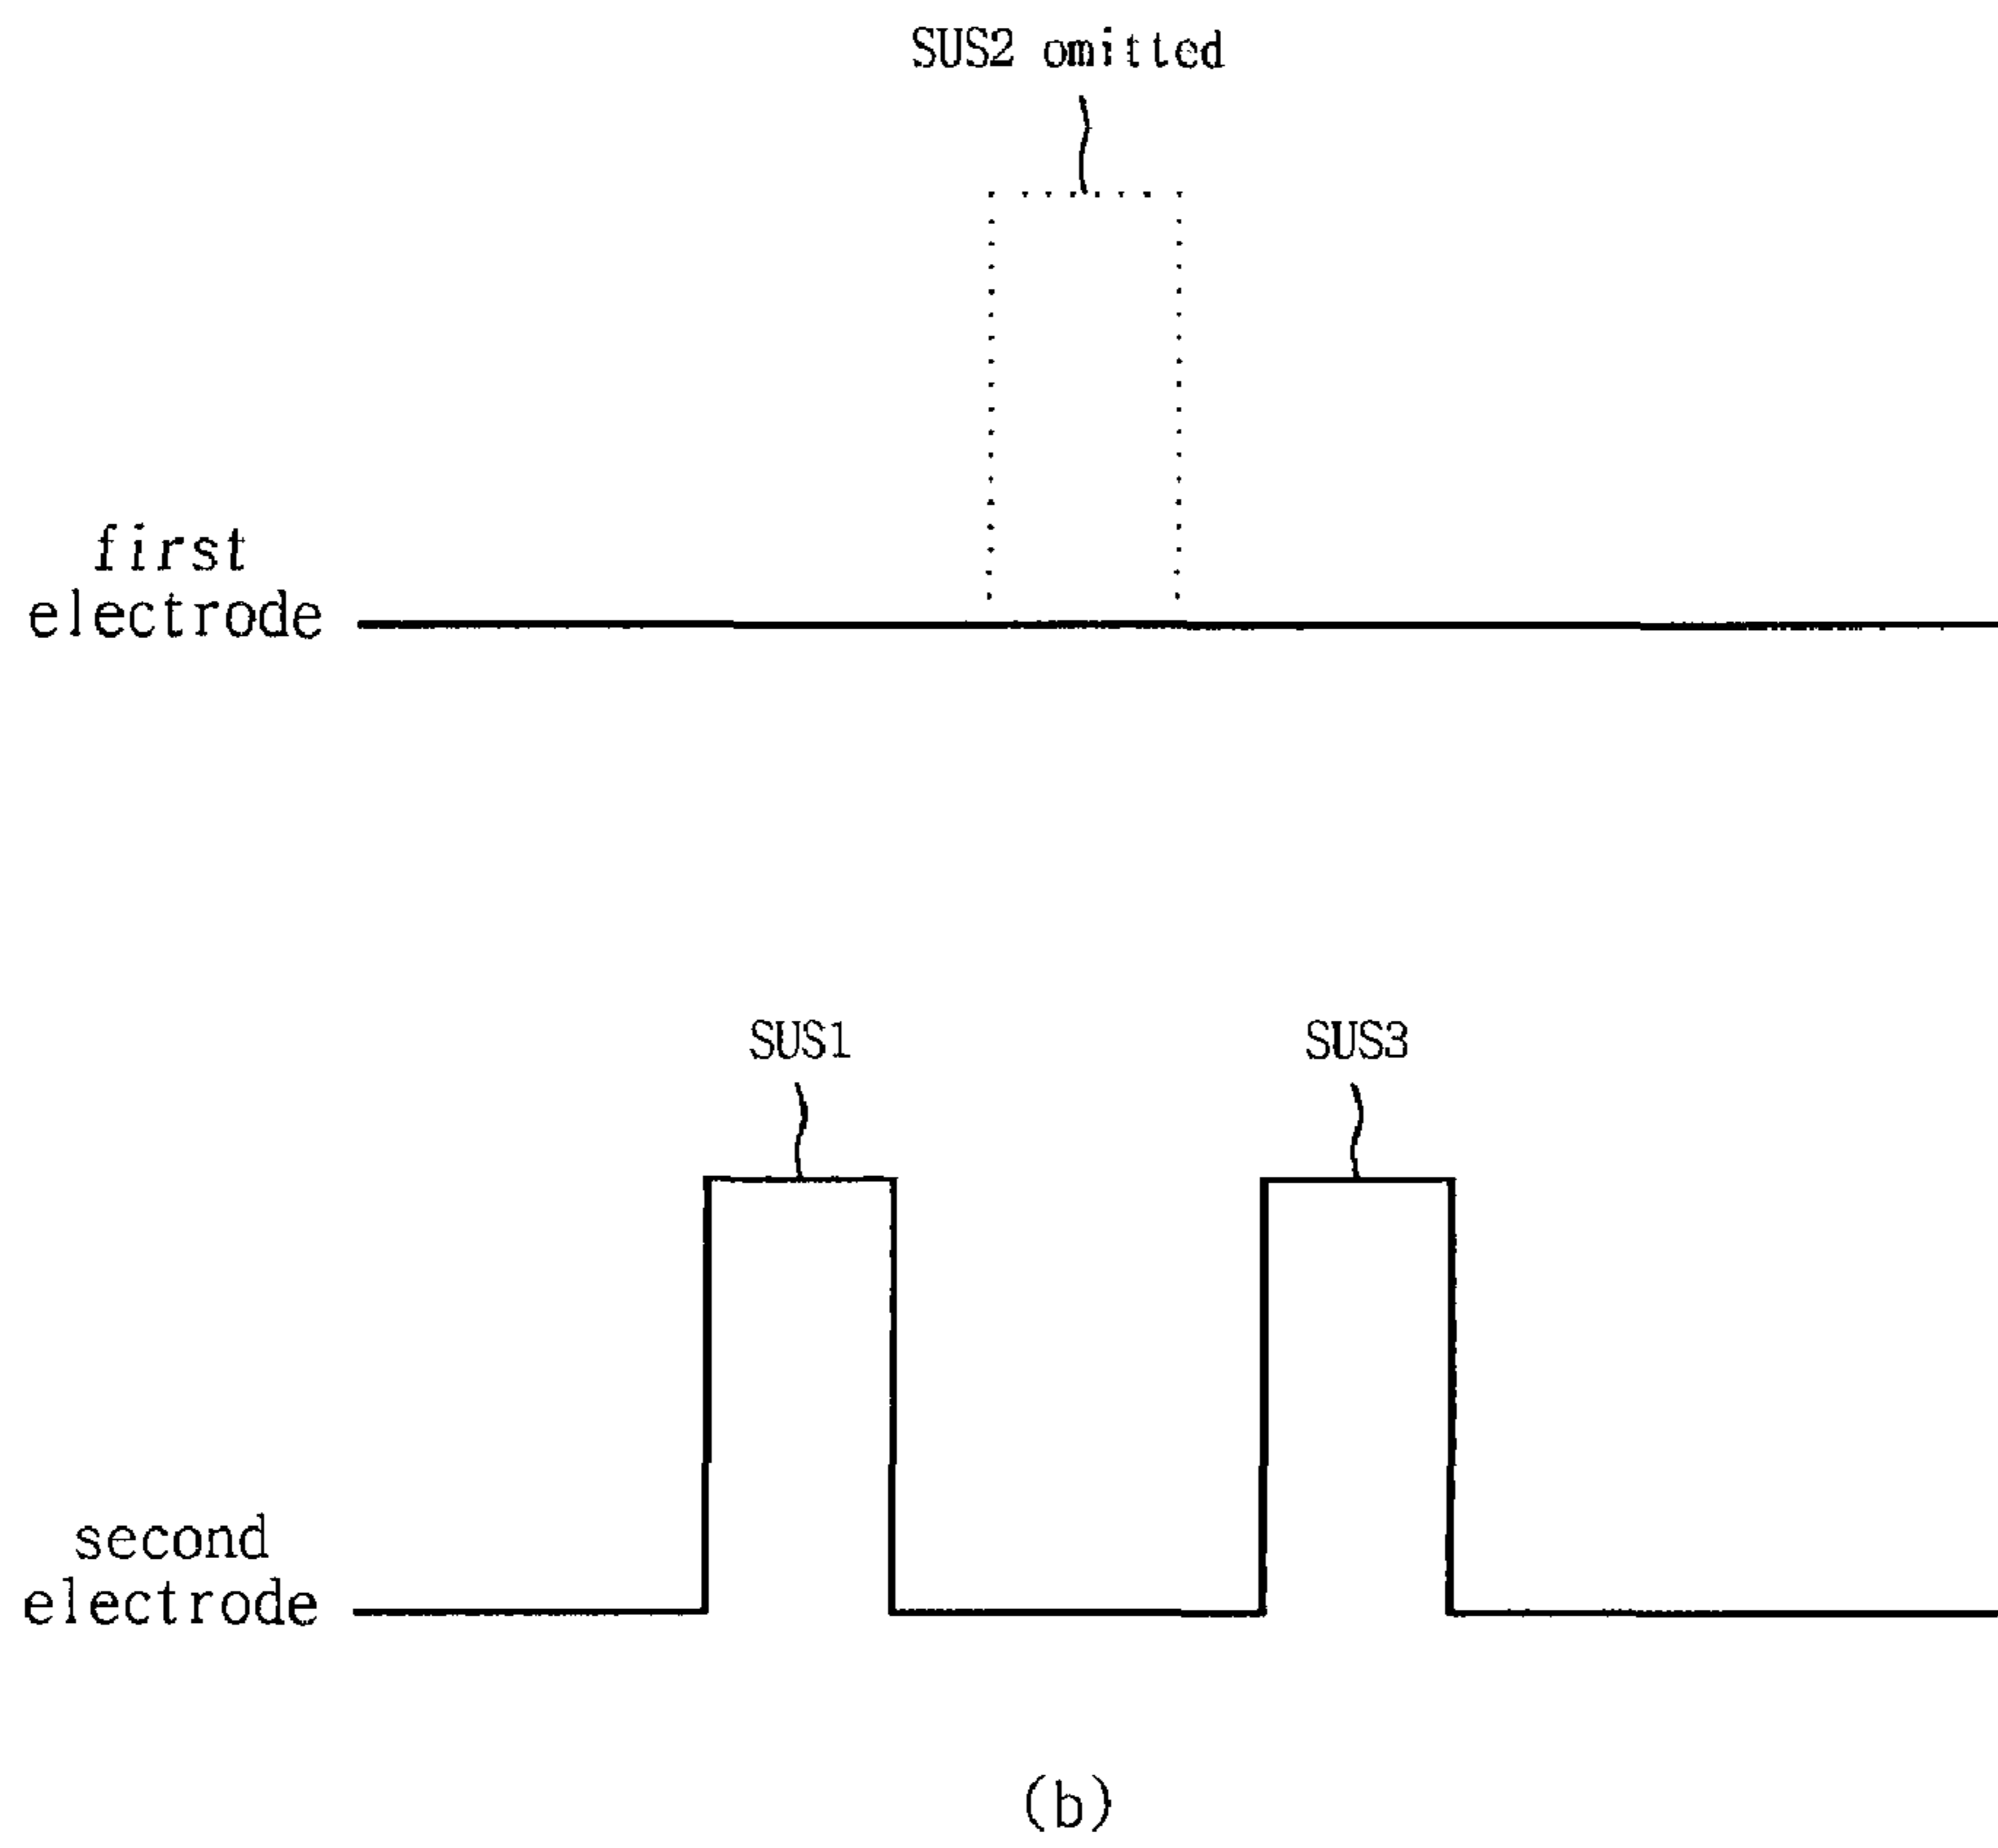 SUS2 omitted
first
electrode
SUS1
SUS3
second
electrode
(b)